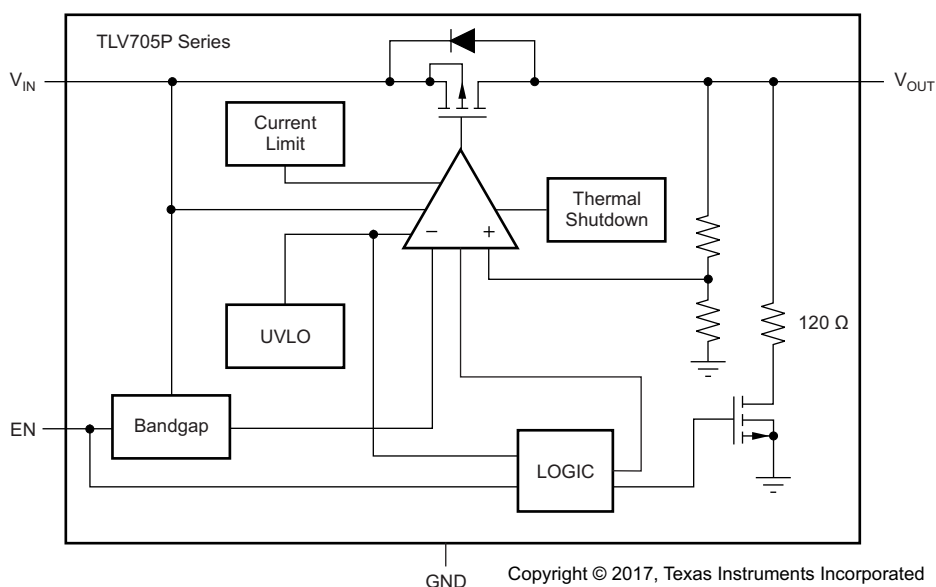 TLV705P Series
V_IN
V_OUT
Current
Limit
Thermal
Shutdown
− +
UVLO
120 Ω
EN
Bandgap
LOGIC
GND
Copyright © 2017, Texas Instruments Incorporated